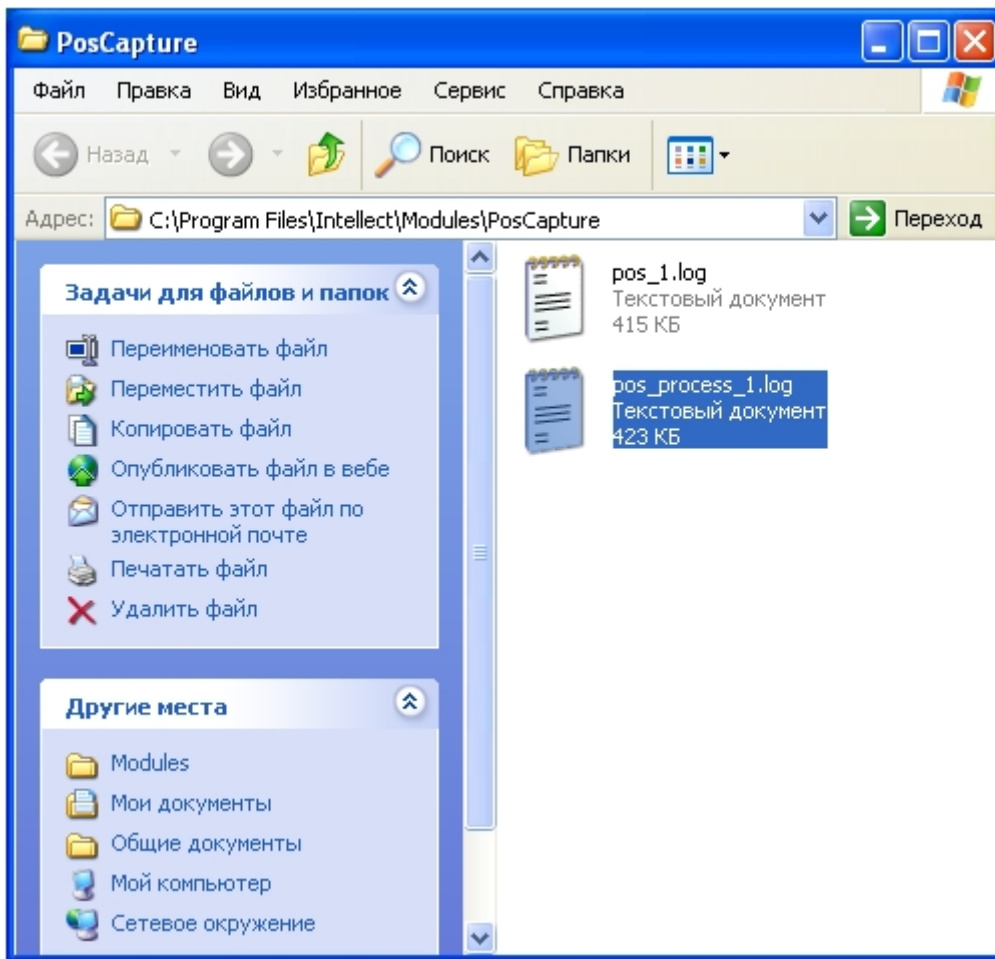 PosCapture
Файл Правка Вид Избранное Сервис Справка
Назад Поиск Папки
Адрес: C:\Program Files\Intellect\Modules\PosCapture Переход
Задачи для файлов и папок
Переименовать файл
Переместить файл
Копировать файл
Опубликовать файл в вебе
Отправить этот файл по
электронной почте
Печатать файл
Удалить файл
Другие места
Modules
Мои документы
Общие документы
Мой компьютер
Сетевое окружение
pos_1.log
Текстовый документ
415 КБ
pos_process_1.log
Текстовый документ
423 КБ